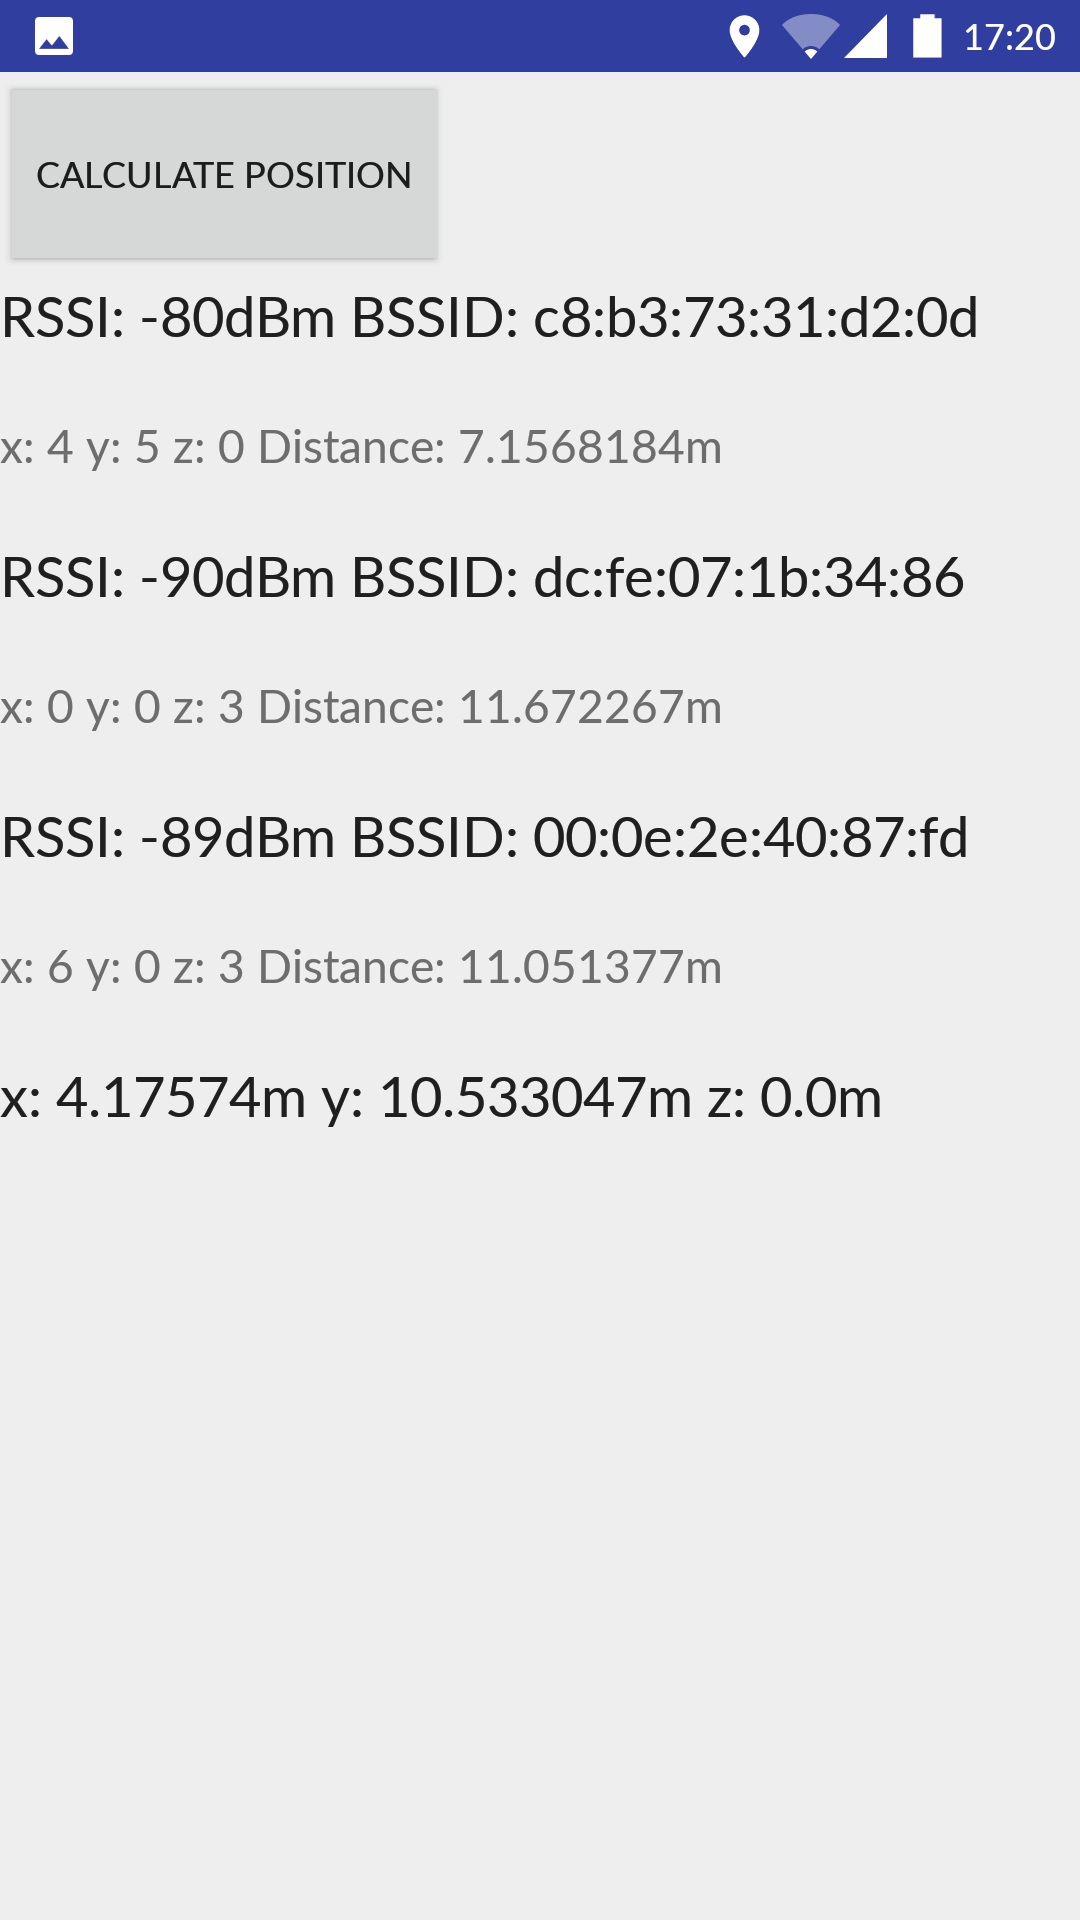 17:20
CALCULATE POSITION
RSSI: -80dBm BSSID: c8:b3:73:31:d2:0d
x: 4 y: 5 z: 0 Distance: 7.1568184m
RSSI: -90dBm BSSID: dc:fe:07:1b:34:86
x: 0 y: 0 z: 3 Distance: 11.672267m
RSSI: -89dBm BSSID: 00:0e:2e:40:87:fd
x: 6 y: 0 z: 3 Distance: 11.051377m
x: 4.17574m y: 10.533047m z: 0.0m